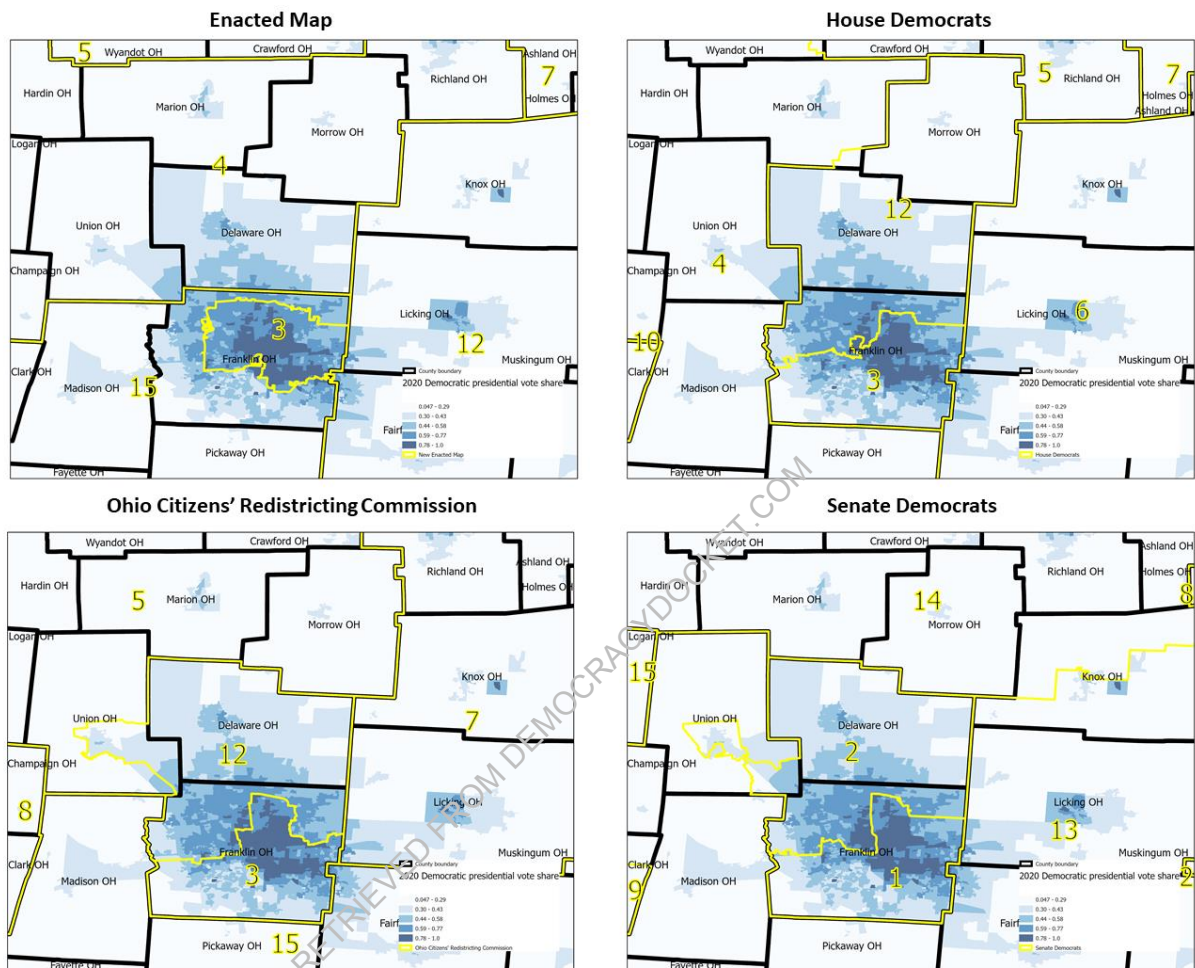 Enacted Map
5
Wyandot OH
Crawford OH
Ashland OH
7
Richland OH
Hardin OH
Holmes O
Marion OH
Morrow OH
Logan OH
4
Knox OH
Union OH
Delaware OH
Champaign OH
Licking OH
3
12
Franklin OH
Muskingum OH
Clark OH
Madison OH
15
County boundary
2020 Democratic presidential vote share
0.047 - 0.29
0.30 - 0.43
0.44 - 0.58
0.59 - 0.77
0.78 - 1.0
New Enacted Map
Fairf
Pickaway OH
Fayette OH
House Democrats
Wyandot OH
Crawford OH
5
Richland OH
7
Hardin OH
Holmes OH
Ashland OH
Marion OH
Morrow OH
Logan OH
Knox OH
12
Union OH
Delaware OH
4
Champaign OH
Licking OH
6
10
Franklin OH
Muskingum OH
Clark OH
Madison OH
3
County boundary
2020 Democratic presidential vote share
0.047 - 0.29
0.30 - 0.43
0.44 - 0.58
0.59 - 0.77
0.78 - 1.0
House Democrats
Fairf
Pickaway OH
Fayette OH
Ohio Citizens’ Redistricting Commission
Wyandot OH
Crawford OH
Ashland OH
Richland OH
Hardin OH
Holmes OH
5
Marion OH
Morrow OH
Logan OH
Knox OH
7
Union OH
Delaware OH
12
Champaign OH
8
Licking OH
Franklin OH
Muskingum OH
Clark OH
3
Madison OH
County boundary
2020 Democratic presidential vote share
0.047 - 0.29
0.30 - 0.43
0.44 - 0.58
0.59 - 0.77
0.78 - 1.0
Ohio Citizens' Redistricting Commission
Fairf
Pickaway OH
15
Fayette OH
Senate Democrats
Wyandot OH
Crawford OH
Ashland OH
Richland OH
Hardin OH
Holmes OH
8
Marion OH
14
Morrow OH
Logan OH
15
Knox OH
Union OH
Delaware OH
2
Champaign OH
Licking OH
13
Franklin OH
Muskingum OH
Clark OH
9
Madison OH
1
2
County boundary
2020 Democratic presidential vote share
0.047 - 0.29
0.30 - 0.43
0.44 - 0.58
0.59 - 0.77
0.78 - 1.0
Senate Democrats
Fairf
Pickaway OH
Fayette OH
RETRIEVED FROM DEMOCRACYDOCKET.COM